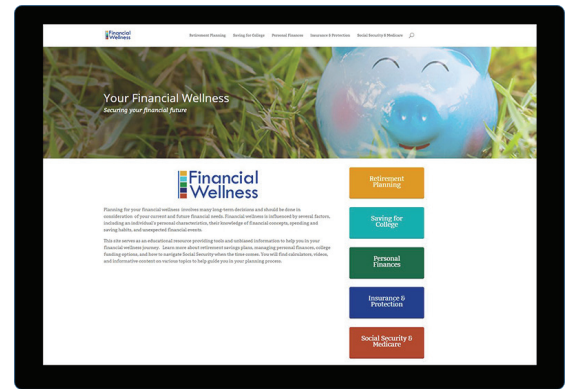 Financial
Wellness
Retirement Planning Saving for College Personal Finances Insurance & Protection Social Security & Medicare
Your Financial Wellness
Securing your financial future
Financial
Wellness
Planning for your financial wellness involves many long-term decisions and should be done in
consideration of your current and future financial needs. Financial wellness is influenced by several factors,
including an individual's personal characteristics, their knowledge of financial concepts, spending and
saving habits, and unexpected financial events.
This site serves as an educational resource providing tools and unbiased information to help you in your
financial wellness journey. Learn more about retirement savings plans, managing personal finances, college
funding options, and how to navigate Social Security when the time comes. You will find calculators, videos,
and informative content on various topics to help guide you in your planning process.
Retirement
Planning
Saving for
College
Personal
Finances
Insurance &
Protection
Social Security &
Medicare